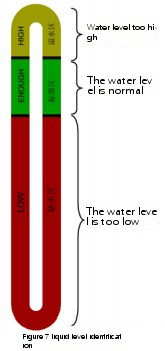 HIGH
Water level too hi-
gh
ENOUGH
The water lev
el is normal
LOW
The water leve
l is too low
Figure 7 liquid level identificat
ion